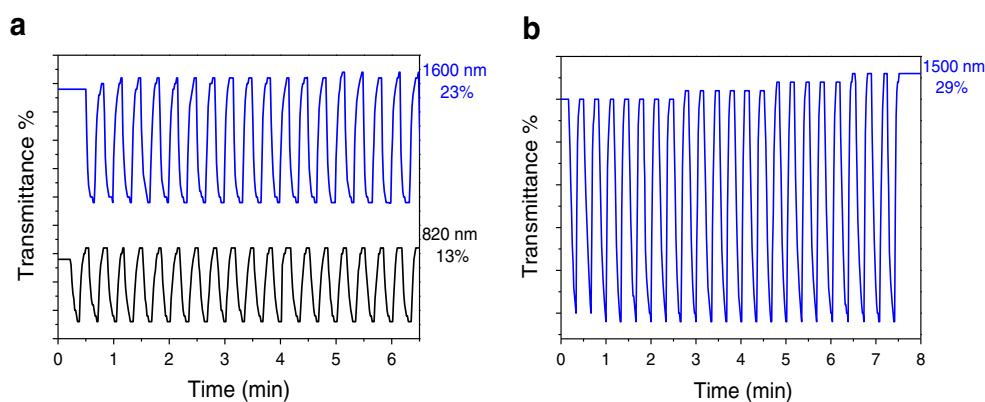 a
Transmittance %
1600 nm
23%
820 nm
13%
0 1 2 3 4 5 6
Time (min)
b
Transmittance %
1500 nm
29%
0 1 2 3 4 5 6 7 8
Time (min)